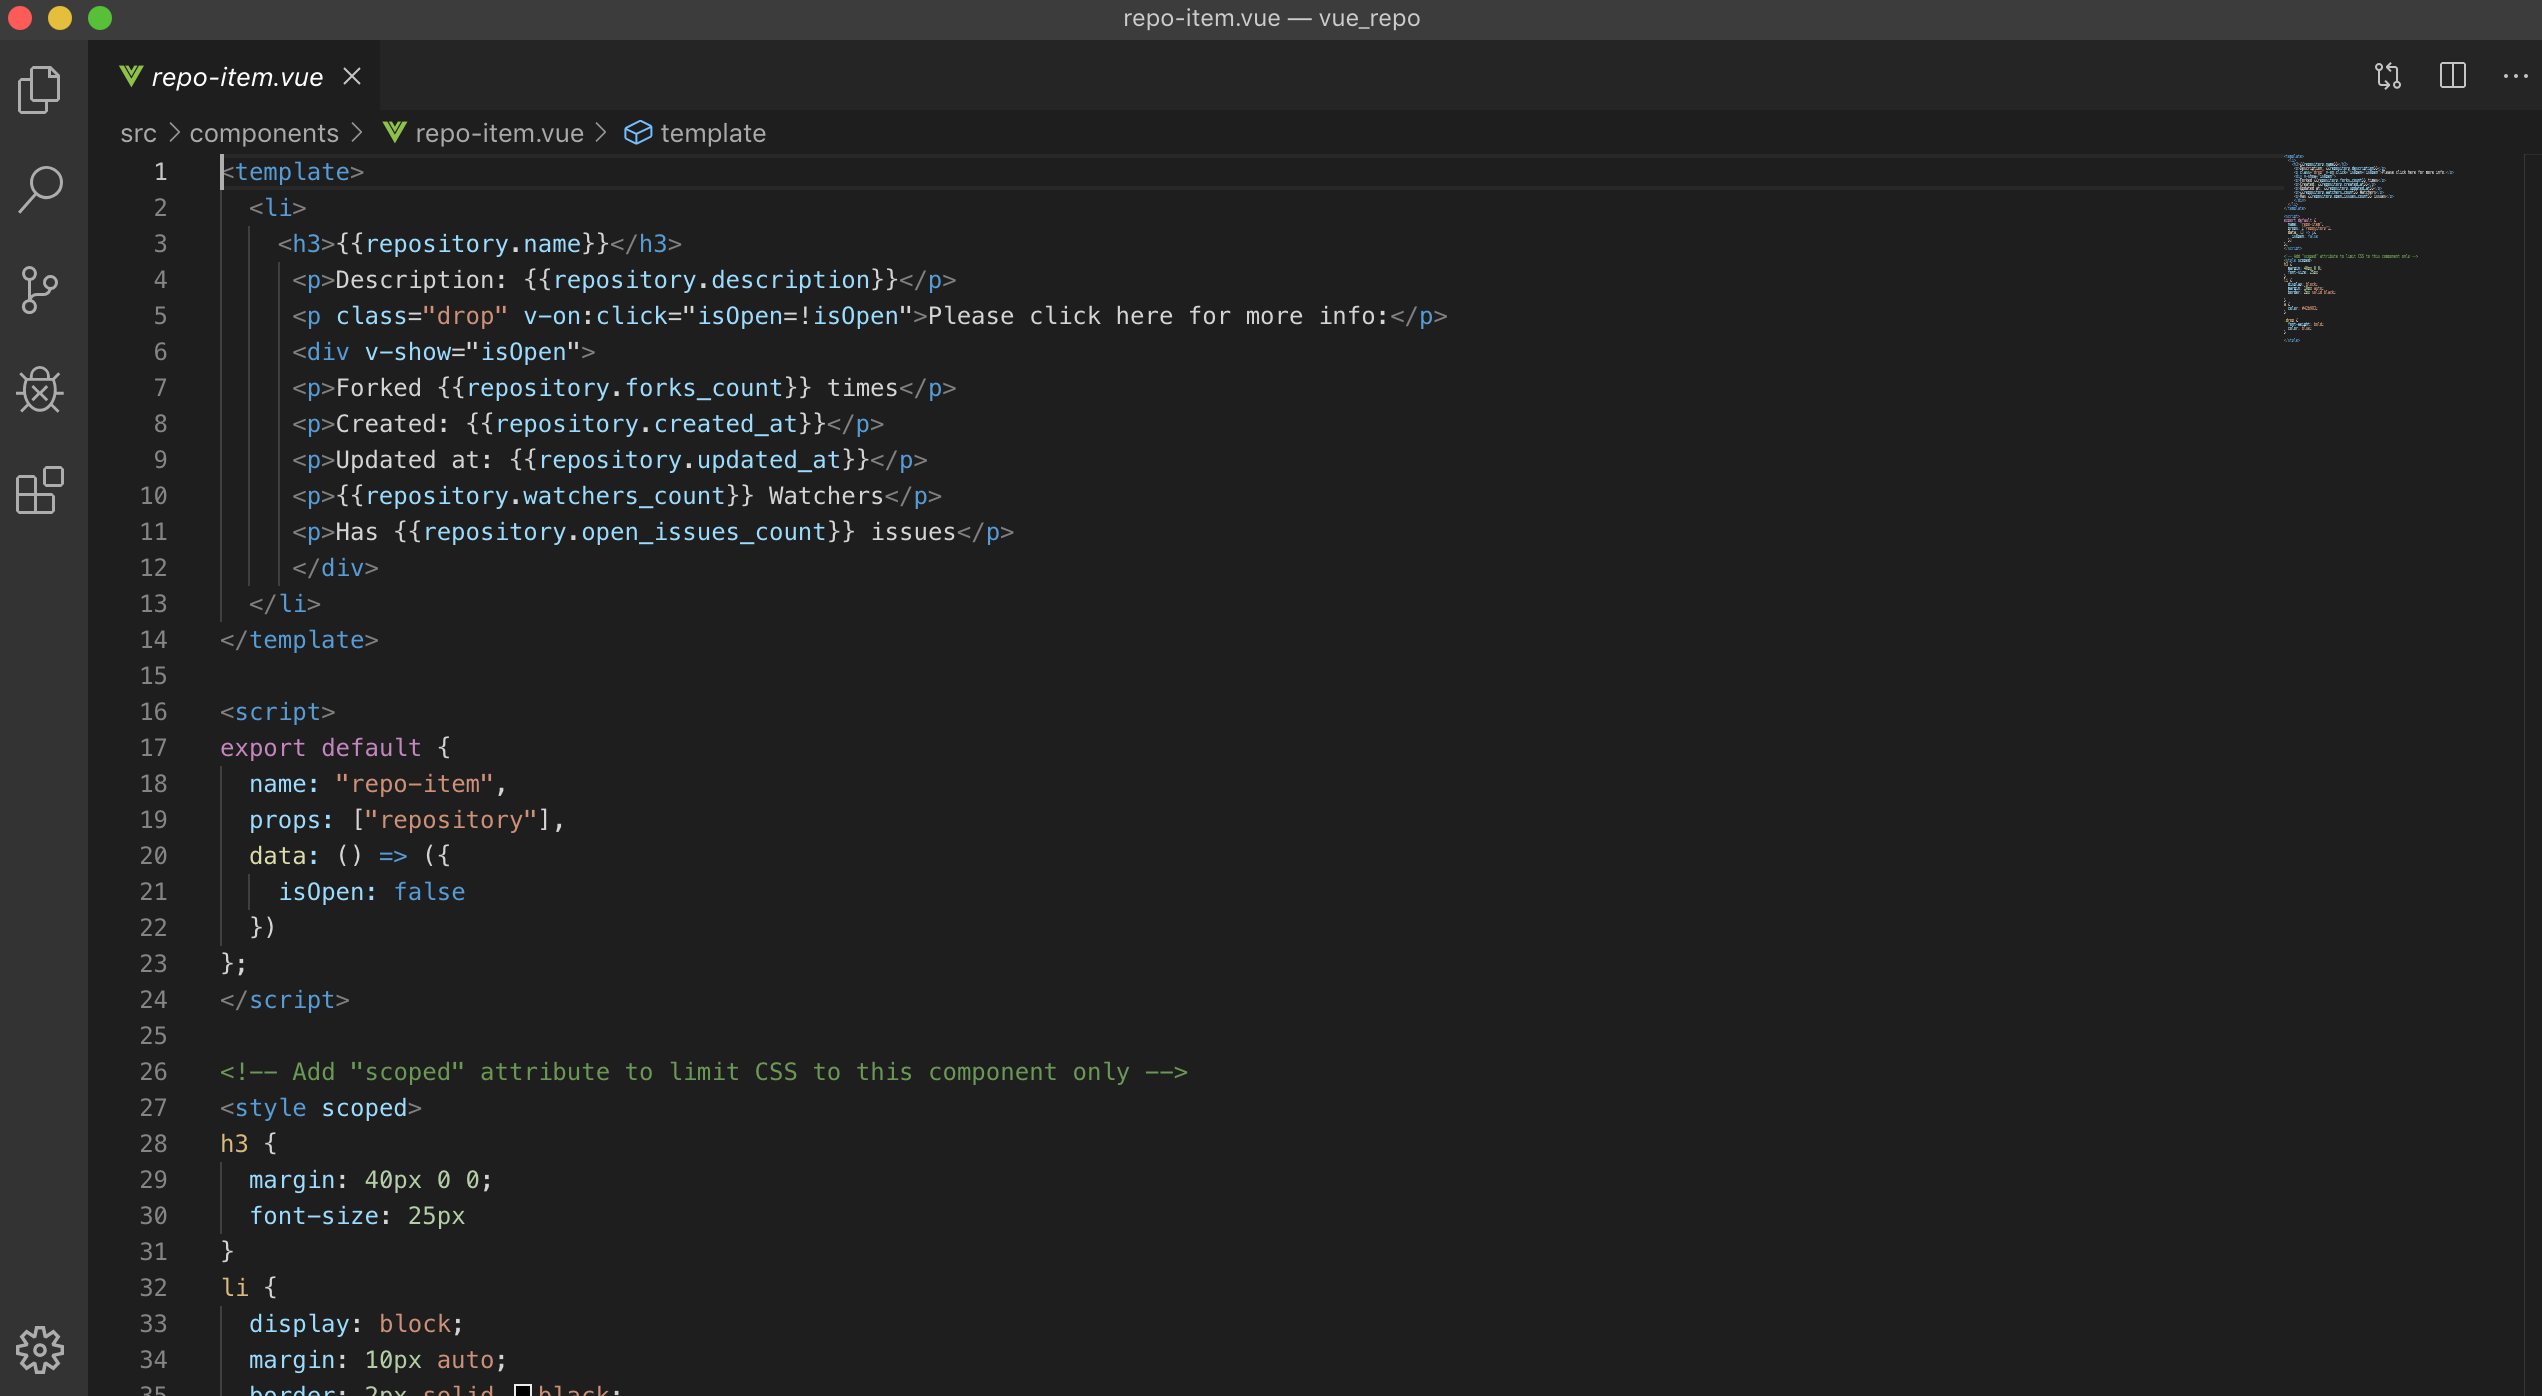 repo-item.vue — vue_repo
repo-item.vue
src > components > repo-item.vue > template
1 <template>
2   <li>
3     <h3>{{repository.name}}</h3>
4      <p>Description: {{repository.description}}</p>
5      <p class="drop" v-on:click="isOpen=!isOpen">Please click here for more info:</p>
6      <div v-show="isOpen">
7      <p>Forked {{repository.forks_count}} times</p>
8      <p>Created: {{repository.created_at}}</p>
9      <p>Updated at: {{repository.updated_at}}</p>
10      <p>{{repository.watchers_count}} Watchers</p>
11      <p>Has {{repository.open_issues_count}} issues</p>
12      </div>
13   </li>
14 </template>
15
16 <script>
17 export default {
18   name: "repo-item",
19   props: ["repository"],
20   data: () => ({
21     isOpen: false
22   })
23 };
24 </script>
25
26 <!-- Add "scoped" attribute to limit CSS to this component only -->
27 <style scoped>
28 h3 {
29   margin: 40px 0 0;
30   font-size: 25px
31 }
32 li {
33   display: block;
34   margin: 10px auto;
35   border: 2px solid black;